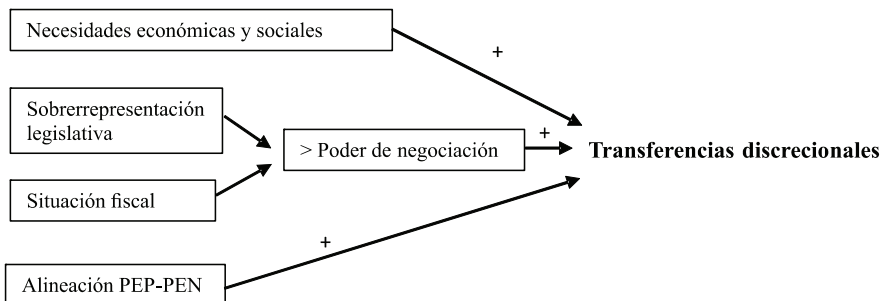 Necesidades económicas y sociales
+
Sobrerrepresentación
legislativa
> Poder de negociación
+
Transferencias discrecionales
Situación fiscal
+
Alineación PEP-PEN